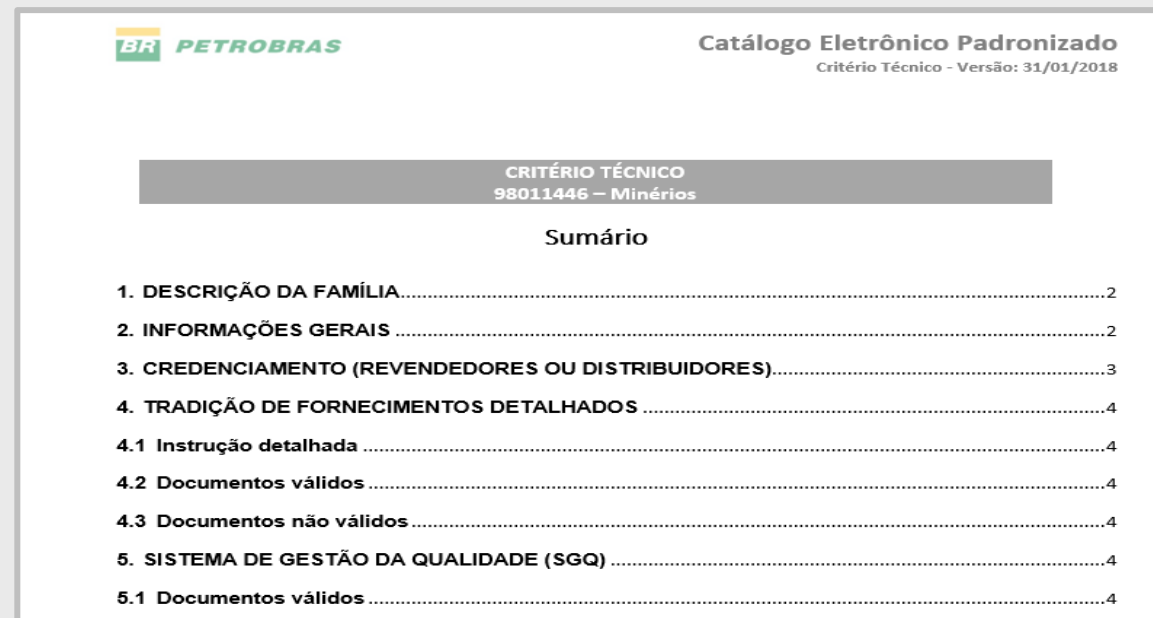 BR PETROBRAS
Catálogo Eletrônico Padronizado
Critério Técnico - Versão: 31/01/2018
CRITÉRIO TÉCNICO
98011446 – Minérios
Sumário
1. DESCRIÇÃO DA FAMÍLIA....................2
2. INFORMAÇÕES GERAIS....................2
3. CREDENCIAMENTO (REVENDEDORES OU DISTRIBUIDORES)....................3
4. TRADIÇÃO DE FORNECIMENTOS DETALHADOS....................4
4.1 Instrução detalhada....................4
4.2 Documentos válidos....................4
4.3 Documentos não válidos....................4
5. SISTEMA DE GESTÃO DA QUALIDADE (SGQ)....................4
5.1 Documentos válidos....................4